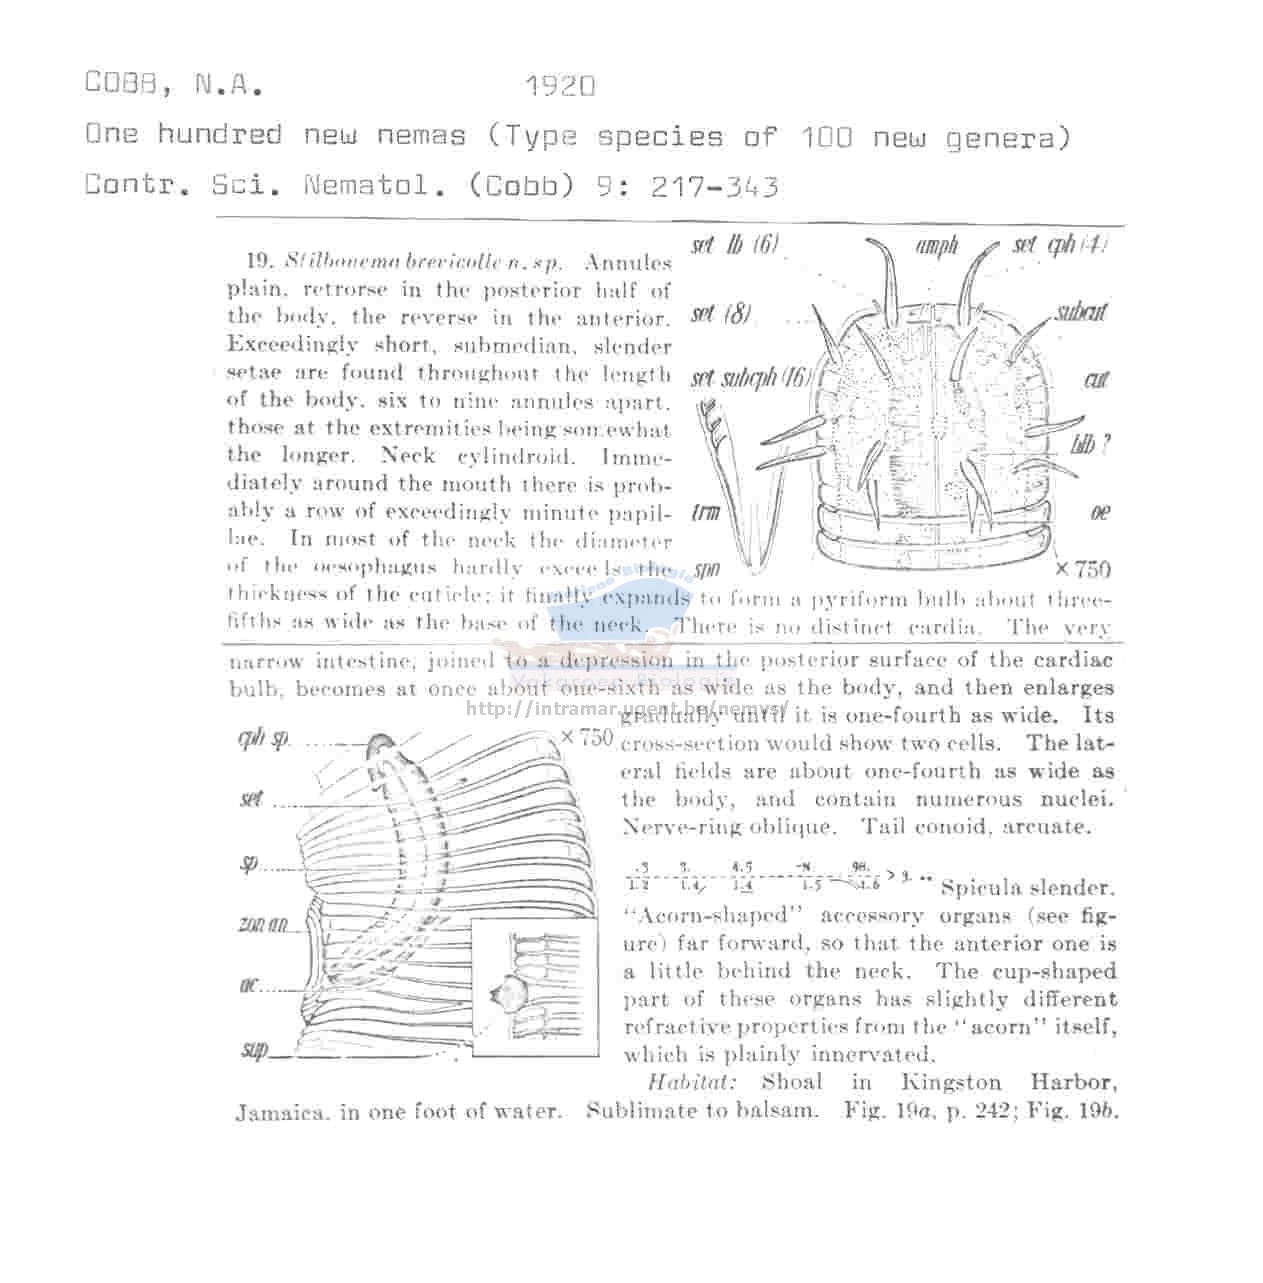 COBB, N.A. 1920
One hundred new nemas (Type species of 100 new genera)
Contr. Sci. Nematol. (Cobb) 9: 217-343
19. Stilbonema brevicolle n. sp. Annules
plain, retrorse in the posterior half of
the body, the reverse in the anterior.
Exceedingly short, submedian, slender
setae are found throughout the length
of the body, six to nine annules apart,
those at the extremities being somewhat
the longer. Neck cylindroid. Imme-
diately around the mouth there is prob-
ably a row of exceedingly minute papil-
lae. In most of the neck the diameter
of the oesophagus hardly exceeds the
thickness of the cuticle; it finally expands to form a pyriform bulb about three-
fifths as wide as the base of the neck. There is no distinct cardia. The very
set lb (6)
amph
set cph (4)
set (8)
subcut
set subcph (16)
cut
blb ?
trm
oe
spn
× 750
narrow intestine, joined to a depression in the posterior surface of the cardiac
bulb, becomes at once about one-sixth as wide as the body, and then enlarges
gradually until it is one-fourth as wide. Its
cross-section would show two cells. The lat-
eral fields are about one-fourth as wide as
the body, and contain numerous nuclei.
Nerve-ring oblique. Tail conoid, arcuate.
.3 3. 4.5 -N 98. > 9. ..
1.2 1.4 1.4 1.5 1.6
Spicula slender.
"Acorn-shaped" accessory organs (see fig-
ure) far forward, so that the anterior one is
a little behind the neck. The cup-shaped
part of these organs has slightly different
refractive properties from the "acorn" itself,
which is plainly innervated.
Habitat: Shoal in Kingston Harbor,
Jamaica, in one foot of water. Sublimate to balsam. Fig. 19a, p. 242; Fig. 19b.
× 750
cph sp
set
sp
zon an
ac
sup
Biologie
http://intramar.ugent.be/nemys/